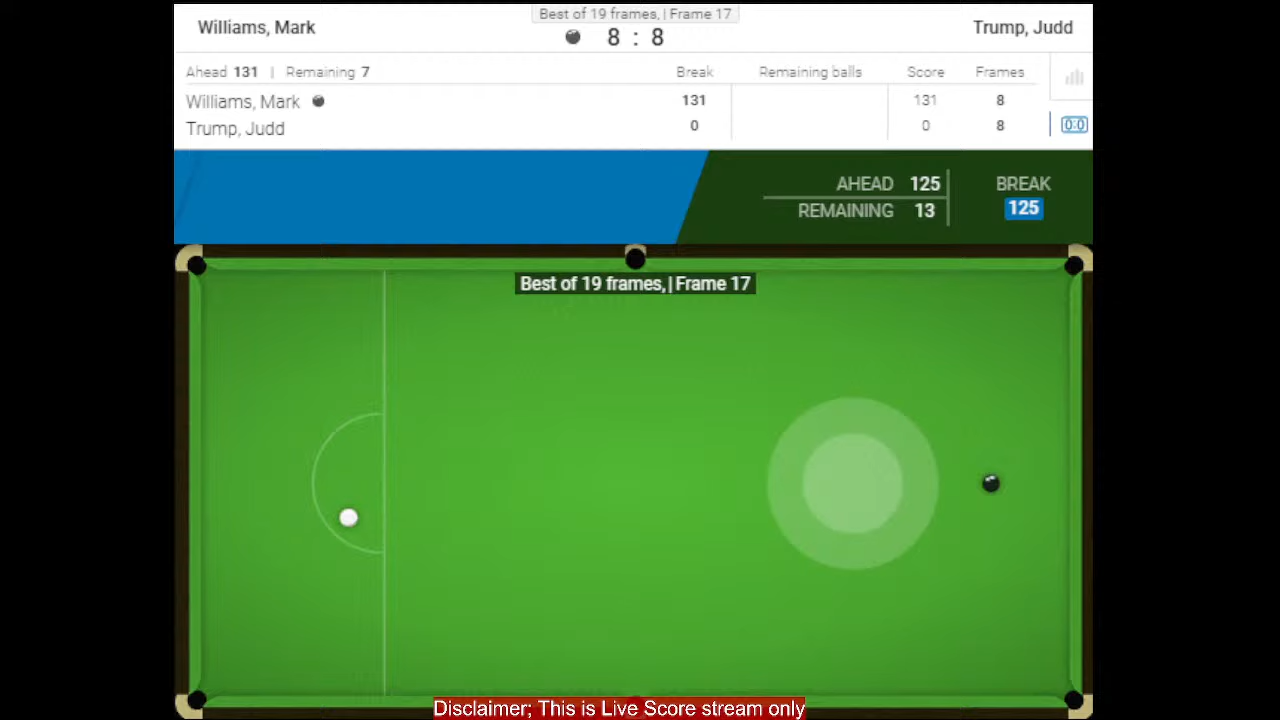 Best of 19 frames, | Frame 17
Williams, Mark
8 : 8
Trump, Judd
Ahead 131 | Remaining 7
Break
Remaining balls
Score
Frames
Williams, Mark
131
131
8
Trump, Judd
0
0
8
0:0
AHEAD 125
BREAK
REMAINING 13
125
Best of 19 frames, | Frame 17
Disclaimer; This is Live Score stream only